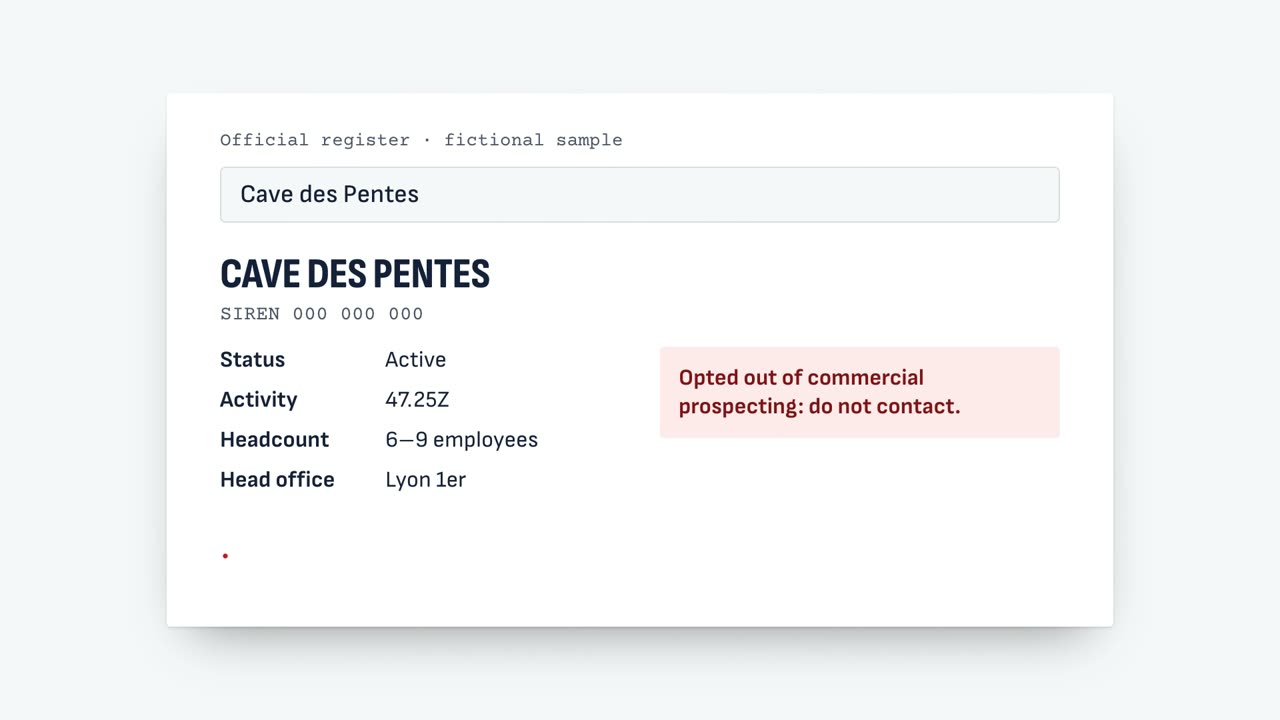 Official register · fictional sample
Cave des Pentes
CAVE DES PENTES
SIREN 000 000 000
Status Active
Activity 47.25Z
Headcount 6–9 employees
Head office Lyon 1er
Opted out of commercial
prospecting: do not contact.